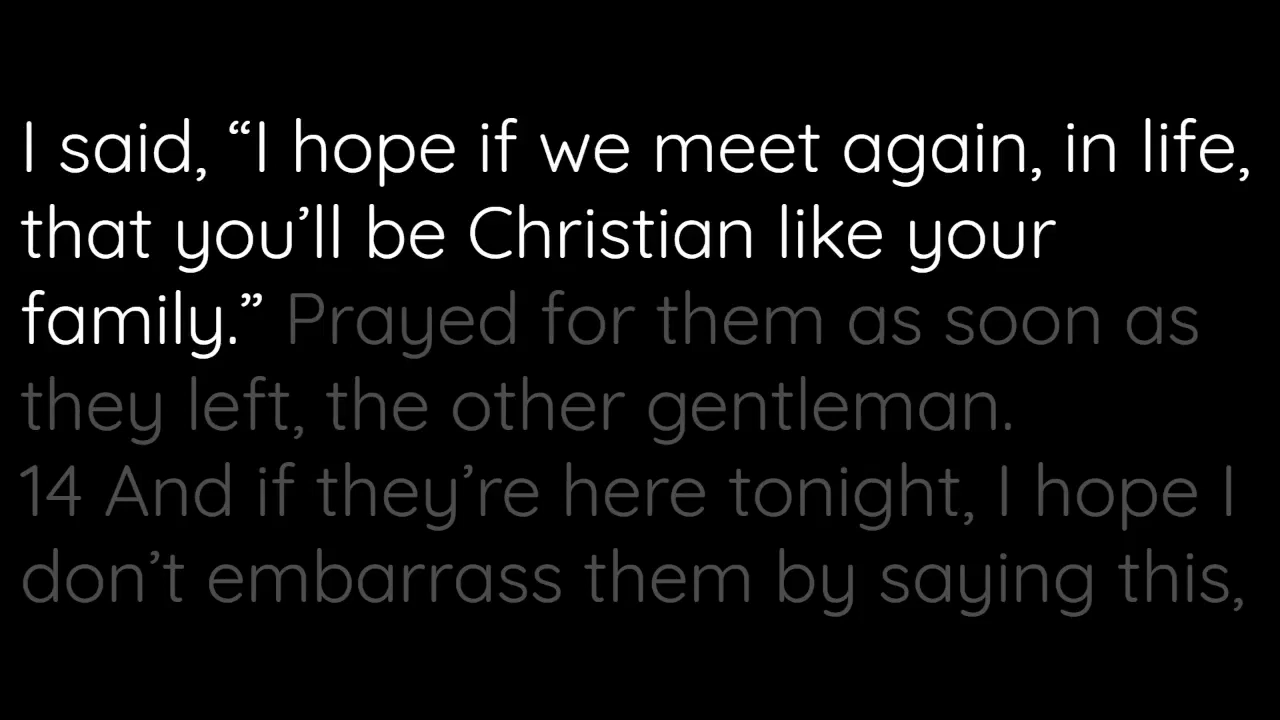 I said, “I hope if we meet again, in life,
that you’ll be Christian like your
family.” Prayed for them as soon as
they left, the other gentleman.
14 And if they’re here tonight, I hope I
don’t embarrass them by saying this,